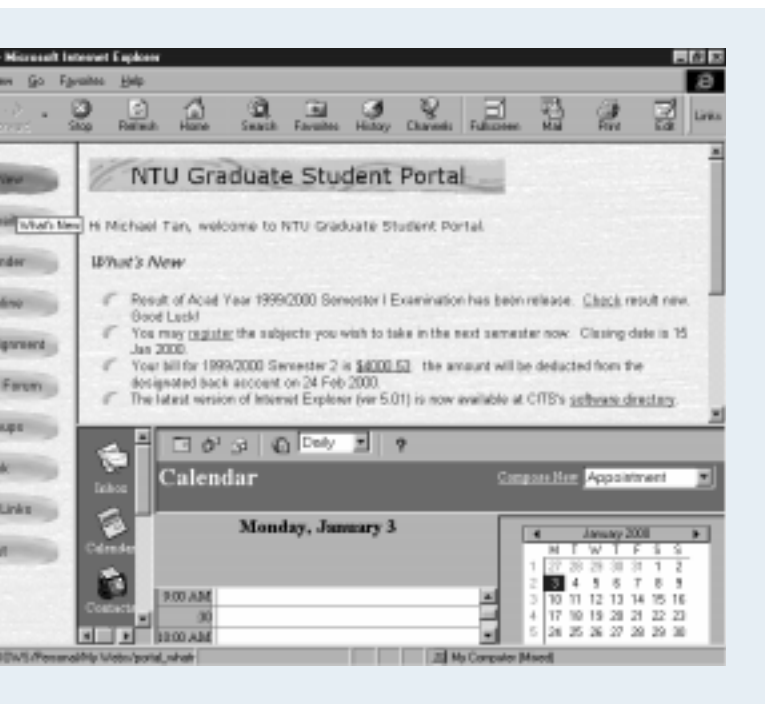 Microsoft Internet Explorer
Go Favorites Help
Stop Refresh Home Search Favorites History Channels Fullscreen Mail Print Edit Links
NTU Graduate Student Portal
What's New
Hi Michael Tan, welcome to NTU Graduate Student Portal.
What's New
Result of Acad Year 1999/2000 Semester I Examination has been release. Check result now.
Good Luck!
You may register the subjects you wish to take in the next semester now. Closing date is 15
Jan 2000.
Your bill for 1999/2000 Semester 2 is $4000.53. the amount will be deducted from the
designated back account on 24 Feb 2000.
The latest version of Internet Explorer (ver 5.01) is now available at CITS's software directory.
Forum
Links
Inbox
Calendar
Contacts
Daily
?
Calendar
Compose New Appointment
Monday, January 3
9:00 AM
30
10:00 AM
January 2000
M T W T F S S
1 27 28 29 30 31 1 2
2 3 4 5 6 7 8 9
3 10 11 12 13 14 15 16
4 17 18 19 20 21 22 23
5 24 25 26 27 28 29 30
My Computer (Mixed)